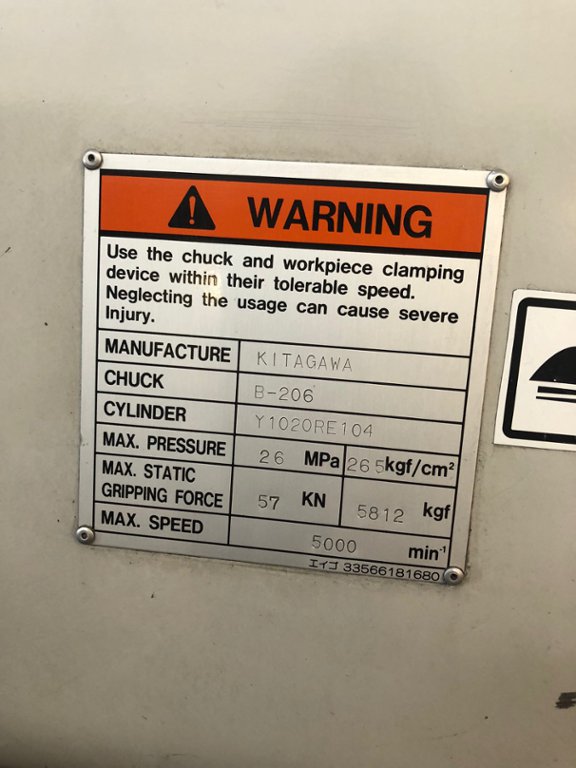 WARNING
Use the chuck and workpiece clamping
device within their tolerable speed.
Neglecting the usage can cause severe
Injury.
MANUFACTURE KITAGAWA
CHUCK B-206
CYLINDER Y1020RE104
MAX. PRESSURE 26 MPa 265kgf/cm²
MAX. STATIC
GRIPPING FORCE 57 KN 5812 kgf
MAX. SPEED 5000 min⁻¹
エイゴ 33566181680